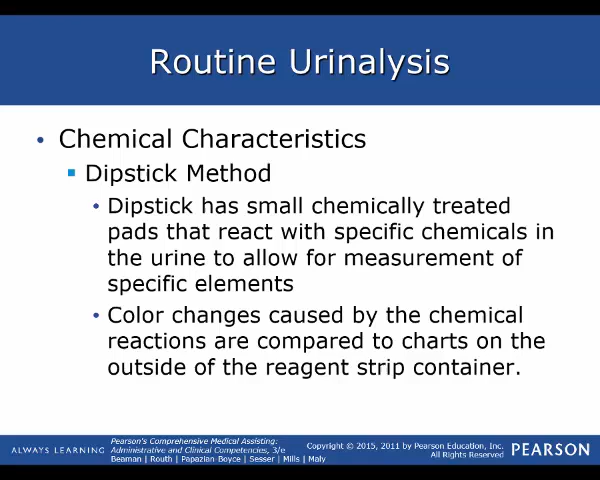 Routine Urinalysis
• Chemical Characteristics
▪ Dipstick Method
• Dipstick has small chemically treated
pads that react with specific chemicals in
the urine to allow for measurement of
specific elements
• Color changes caused by the chemical
reactions are compared to charts on the
outside of the reagent strip container.
ALWAYS LEARNING
Pearson's Comprehensive Medical Assisting:
Administrative and Clinical Competencies, 3/e
Beaman | Routh | Papazian-Boyce | Sesser | Mills | Maly
Copyright © 2015, 2011 by Pearson Education, Inc.
All Rights Reserved
PEARSON